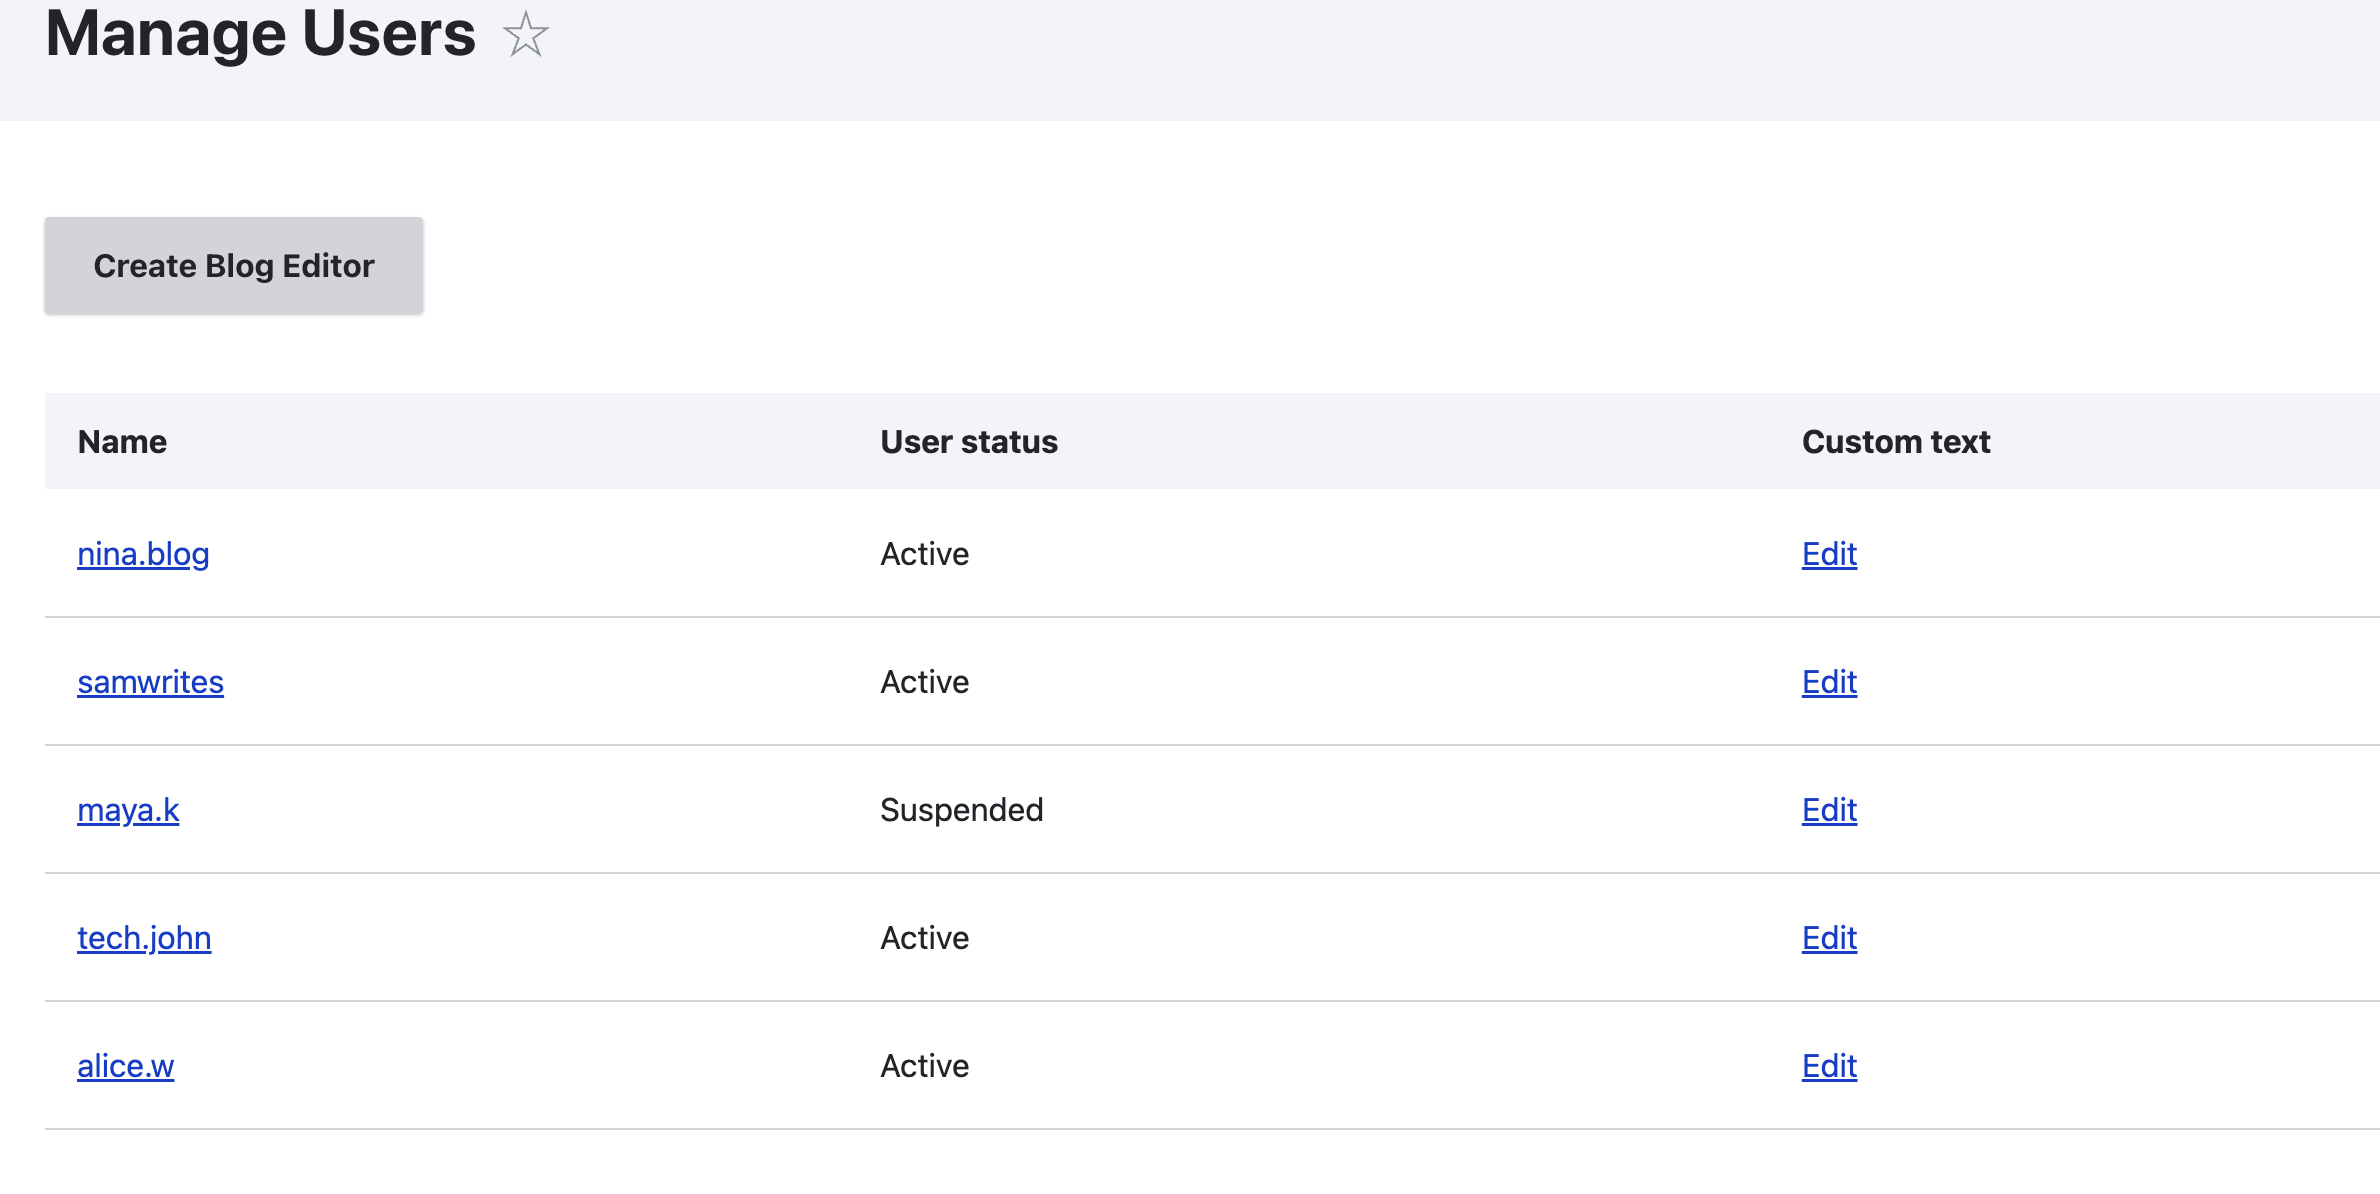 Manage Users
Create Blog Editor
Name User status Custom text
nina.blog Active Edit
samwrites Active Edit
maya.k Suspended Edit
tech.john Active Edit
alice.w Active Edit